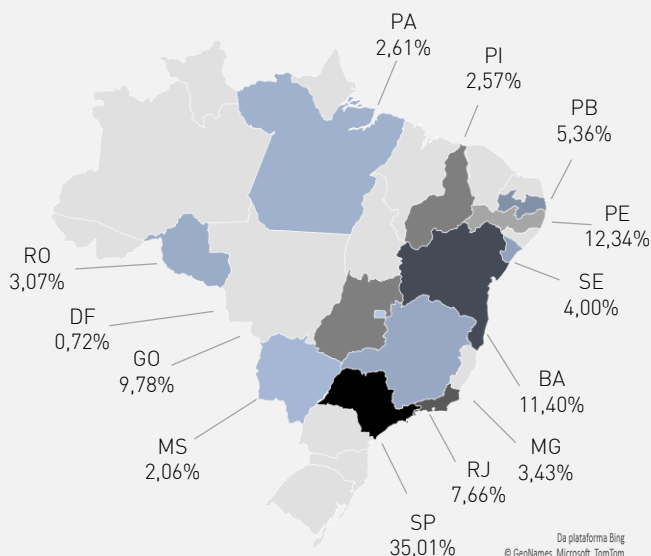 PA
2,61%
PI
2,57%
PB
5,36%
PE
12,34%
RO
3,07%
SE
4,00%
DF
0,72%
GO
9,78%
BA
11,40%
MS
2,06%
MG
3,43%
RJ
7,66%
SP
35,01%
Da plataforma Bing
© GeoNames, Microsoft, TomTom